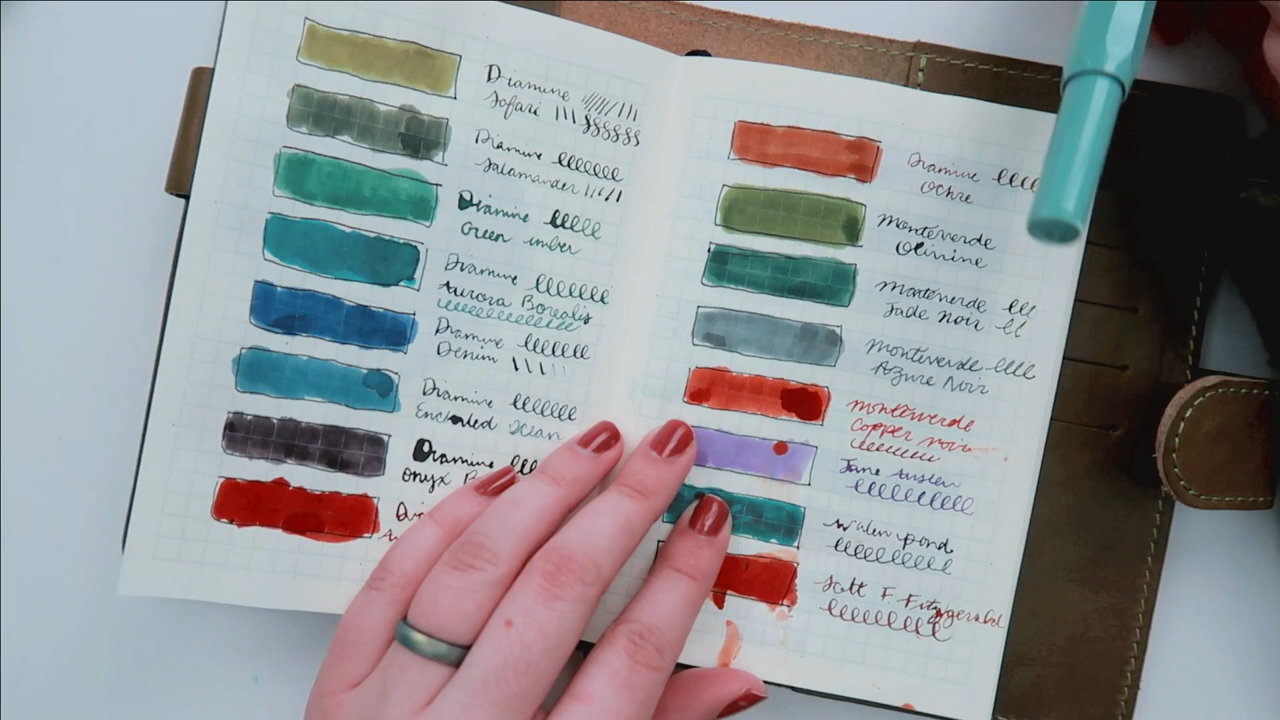 Diamine
Safari
Diamine
Salamander
Diamine
Green Umber
Diamine
Aurora Borealis
Diamine
Denim
Diamine
Enchanted Ocean
Diamine
Onyx
Diamine
Ochre
Monteverde
Olivine
Monteverde
Jade Noir
Monteverde
Azure Noir
Monteverde
Copper Noir
Jane Austen
Walden pond
Scott F. Fitzgerald